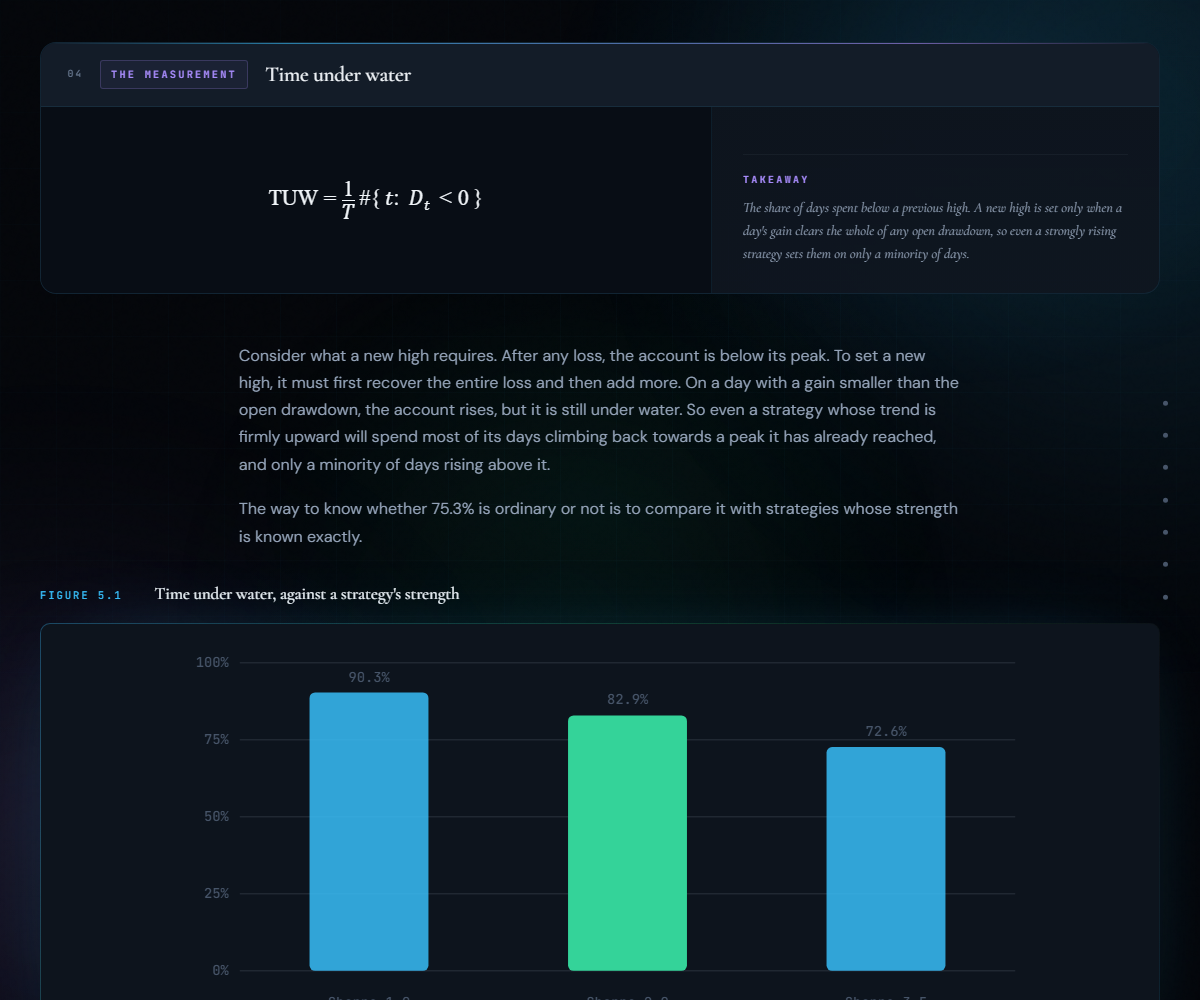 04 THE MEASUREMENT Time under water
TUW = 1/T #{ t: D_t < 0 }
TAKEAWAY
The share of days spent below a previous high. A new high is set only when a
day's gain clears the whole of any open drawdown, so even a strongly rising
strategy sets them on only a minority of days.
Consider what a new high requires. After any loss, the account is below its peak. To set a new
high, it must first recover the entire loss and then add more. On a day with a gain smaller than the
open drawdown, the account rises, but it is still under water. So even a strategy whose trend is
firmly upward will spend most of its days climbing back towards a peak it has already reached,
and only a minority of days rising above it.
The way to know whether 75.3% is ordinary or not is to compare it with strategies whose strength
is known exactly.
FIGURE 5.1 Time under water, against a strategy's strength
100%
90.3%
82.9%
75%
72.6%
50%
25%
0%